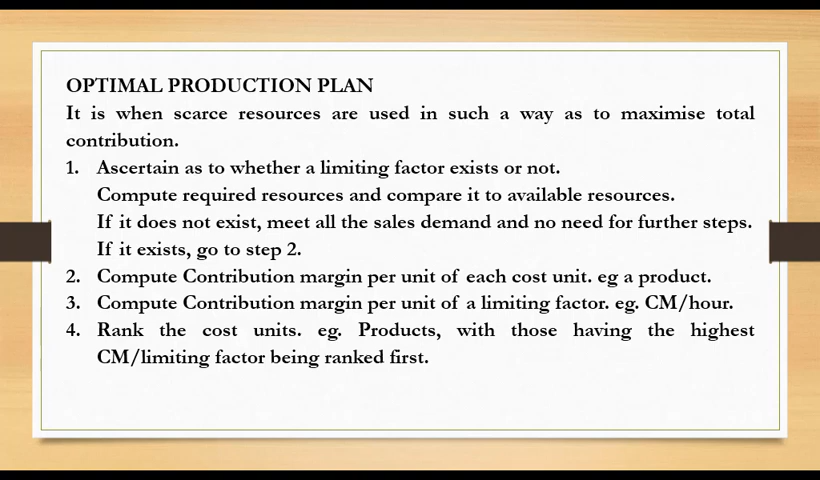 OPTIMAL PRODUCTION PLAN
It is when scarce resources are used in such a way as to maximise total
contribution.
1. Ascertain as to whether a limiting factor exists or not.
Compute required resources and compare it to available resources.
If it does not exist, meet all the sales demand and no need for further steps.
If it exists, go to step 2.
2. Compute Contribution margin per unit of each cost unit. eg a product.
3. Compute Contribution margin per unit of a limiting factor. eg. CM/hour.
4. Rank the cost units. eg. Products, with those having the highest
CM/limiting factor being ranked first.